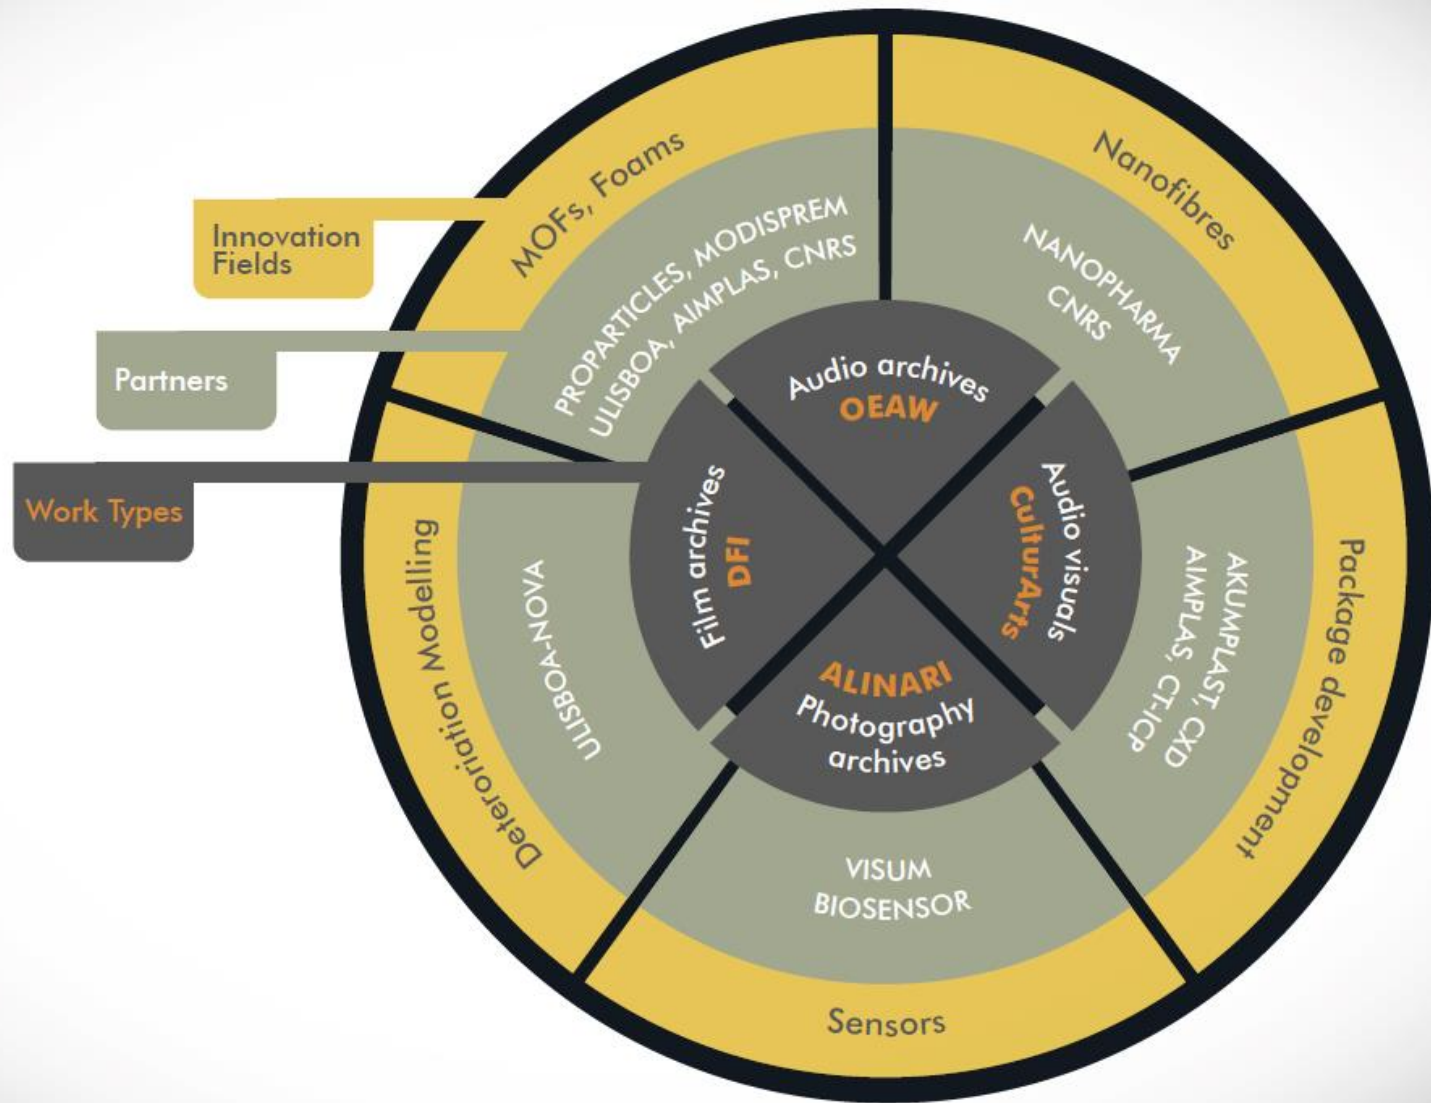 Innovation
Fields
Partners
Work Types
MOFs, Foams
PROPARTICLES, MODISPREM
ULISBOA, AIMPLAS, CNRS
Nanofibres
NANOPHARMA
CNRS
Package development
AKUMPLAST, CXD
AIMPLAS, CT-ICP
Sensors
VISUM
BIOSENSOR
Deterioriation Modelling
ULISBOA-NOVA
Audio archives
OEAW
Audio visuals
CulturArts
ALINARI
Photography
archives
Film archives
DFI